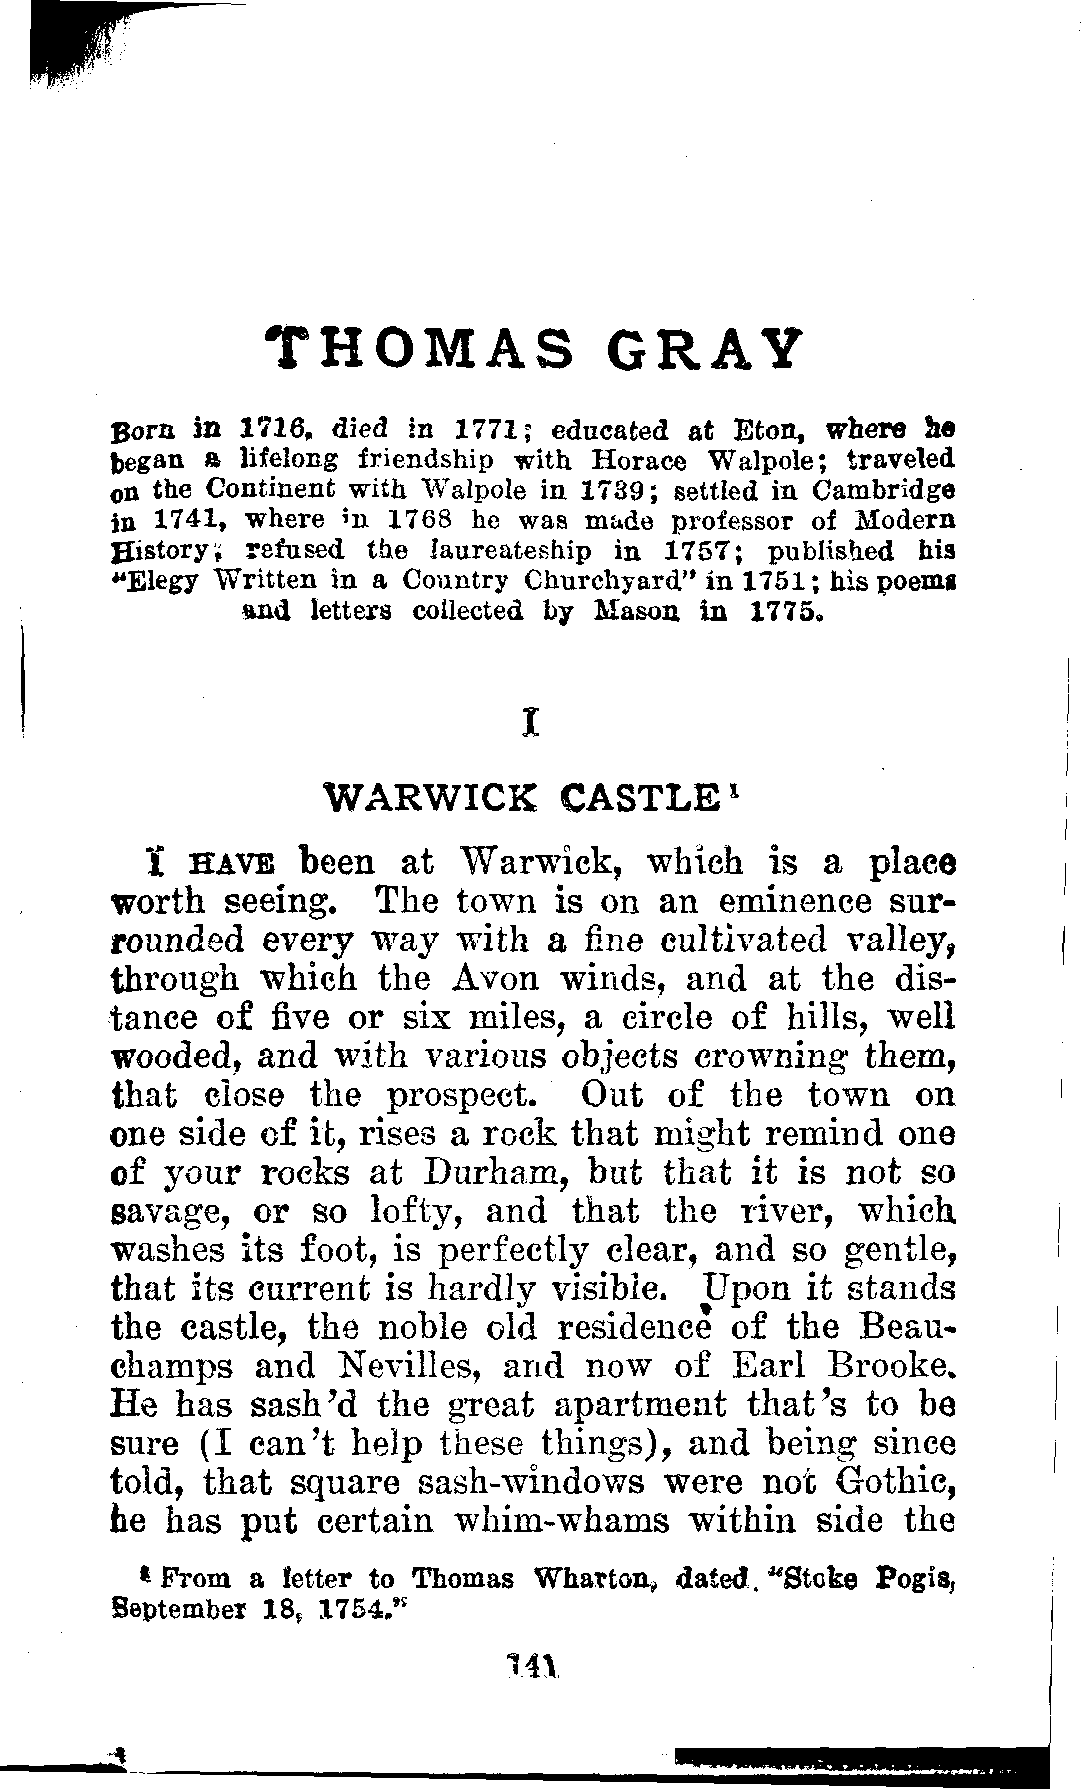 THOMAS GRAY
Born in 1716, died in 1771; educated at Eton, where he
began a lifelong friendship with Horace Walpole; traveled
on the Continent with Walpole in 1739; settled in Cambridge
in 1741, where in 1768 he was made professor of Modern
History; refused the laureateship in 1757; published his
"Elegy Written in a Country Churchyard" in 1751; his poems
and letters collected by Mason in 1775.
I
WARWICK CASTLE¹
I HAVE been at Warwick, which is a place
worth seeing. The town is on an eminence sur-
rounded every way with a fine cultivated valley,
through which the Avon winds, and at the dis-
tance of five or six miles, a circle of hills, well
wooded, and with various objects crowning them,
that close the prospect. Out of the town on
one side of it, rises a rock that might remind one
of your rocks at Durham, but that it is not so
savage, or so lofty, and that the river, which
washes its foot, is perfectly clear, and so gentle,
that its current is hardly visible. Upon it stands
the castle, the noble old residence of the Beau-
champs and Nevilles, and now of Earl Brooke.
He has sash'd the great apartment that's to be
sure (I can't help these things), and being since
told, that square sash-windows were not Gothic,
he has put certain whim-whams within side the
¹ From a letter to Thomas Wharton, dated. "Stoke Pogis,
September 18, 1754."
141